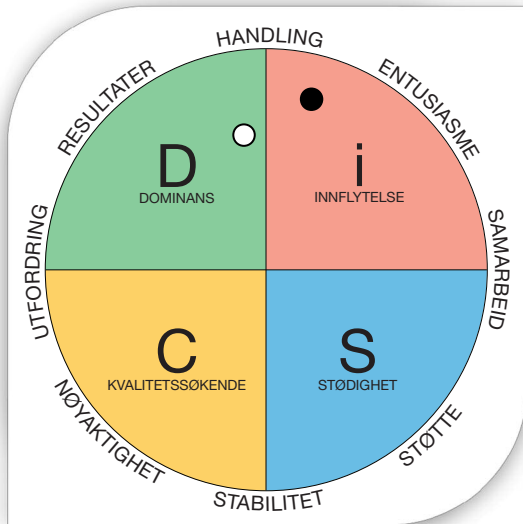 HANDLING
RESULTATER
ENTUSIASME
D
DOMINANS
i
INNFLYTELSE
UTFORDRING
SAMARBEID
C
KVALITETSSØKENDE
S
STØDIGHET
NØYAKTIGHET
STØTTE
STABILITET